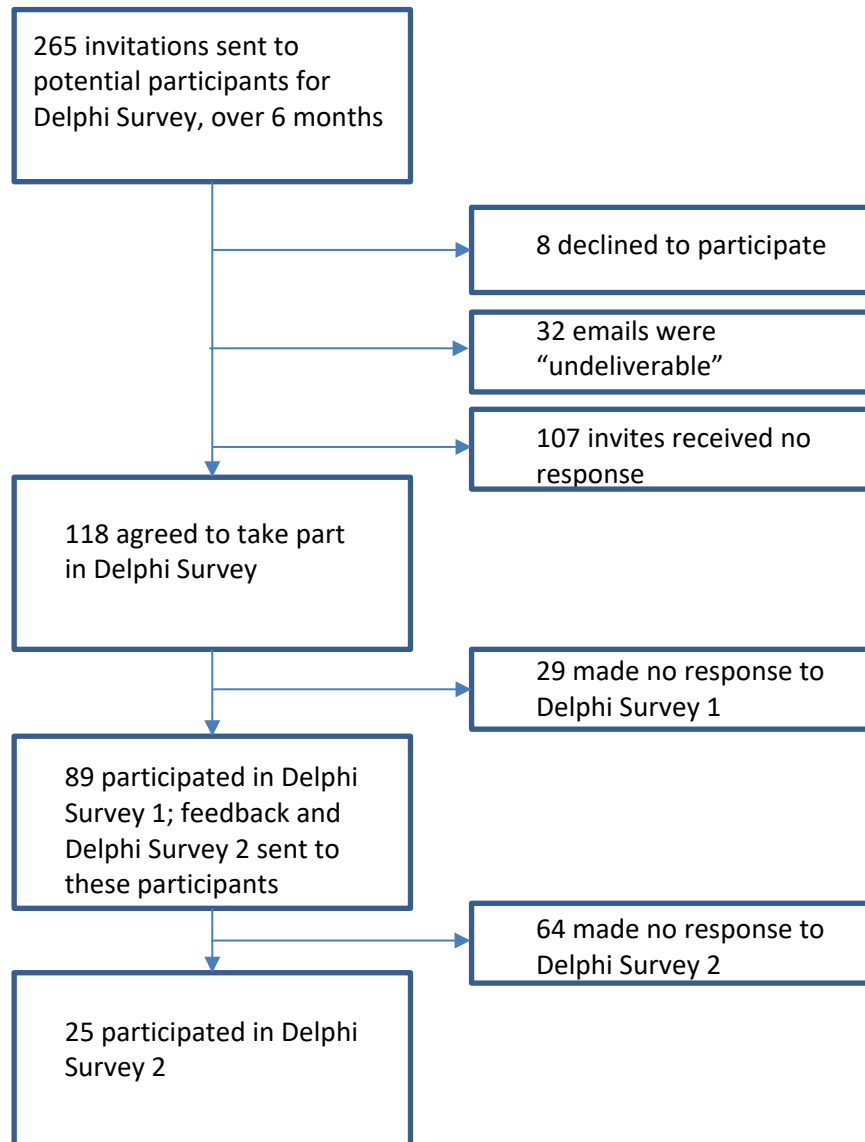 265 invitations sent to
potential participants for
Delphi Survey, over 6 months
8 declined to participate
32 emails were
“undeliverable”
107 invites received no
response
118 agreed to take part
in Delphi Survey
29 made no response to
Delphi Survey 1
89 participated in Delphi
Survey 1; feedback and
Delphi Survey 2 sent to
these participants
64 made no response to
Delphi Survey 2
25 participated in Delphi
Survey 2